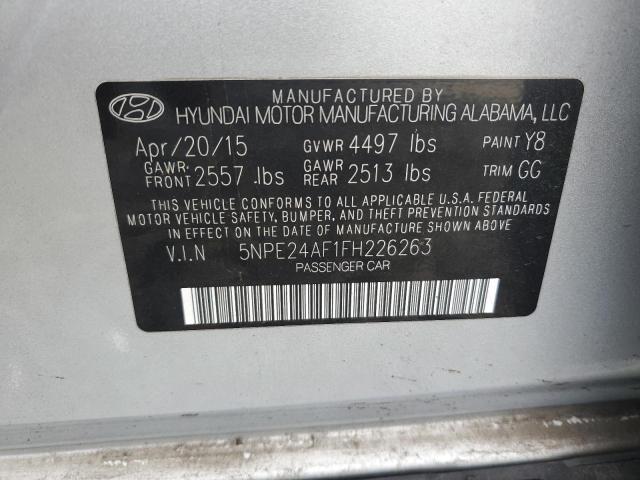 MANUFACTURED BY
HYUNDAI MOTOR MANUFACTURING ALABAMA, LLC
Apr/20/15 GVWR 4497 lbs PAINT Y8
GAWR FRONT 2557 lbs GAWR REAR 2513 lbs TRIM GG
THIS VEHICLE CONFORMS TO ALL APPLICABLE U.S.A. FEDERAL
MOTOR VEHICLE SAFETY, BUMPER, AND THEFT PREVENTION STANDARDS
IN EFFECT ON THE DATE OF MANUFACTURE SHOWN ABOVE.
V.I.N 5NPE24AF1FH226263
PASSENGER CAR